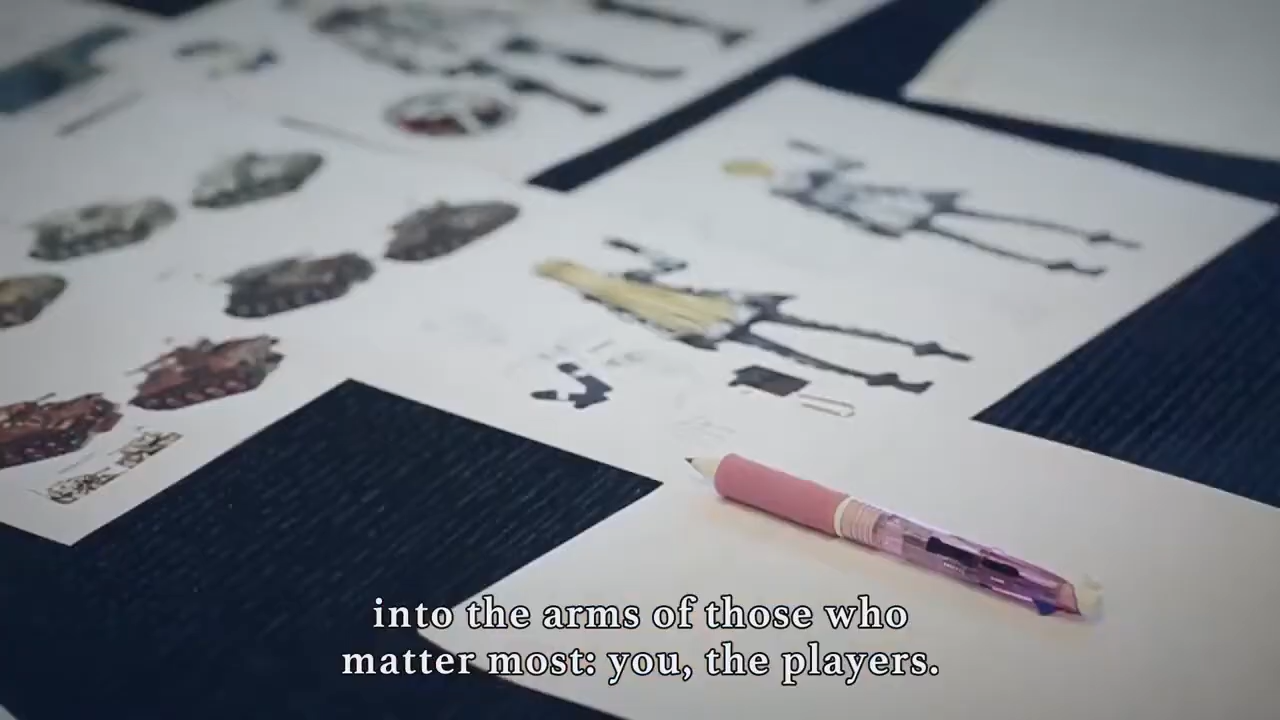 into the arms of those who
matter most: you, the players.